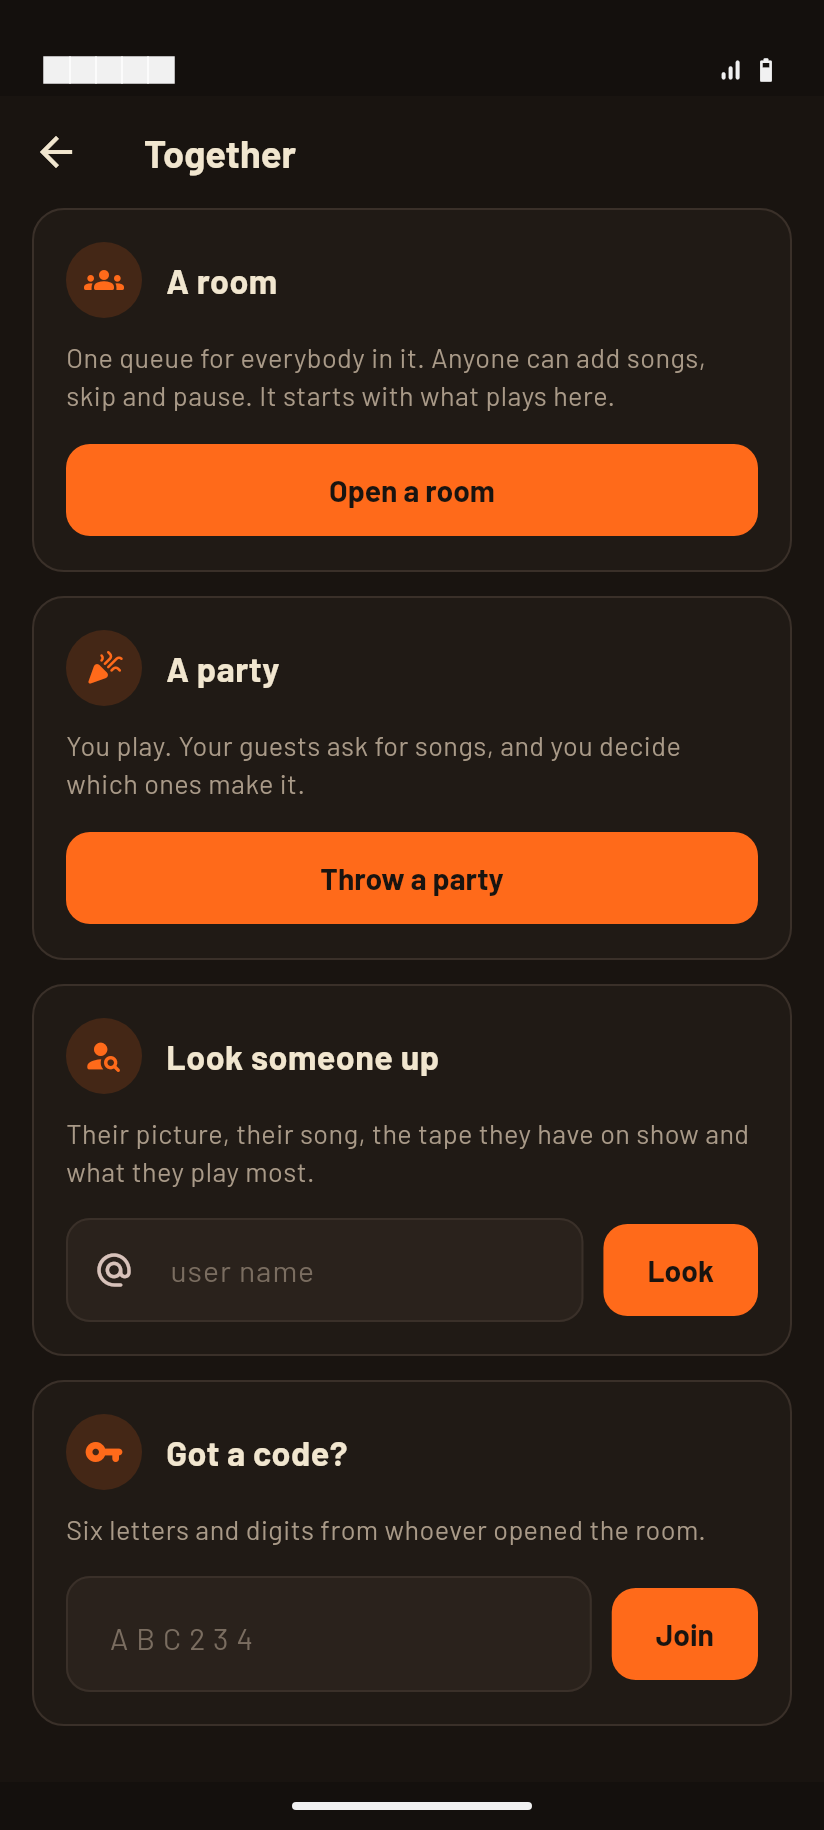 Together
A room
One queue for everybody in it. Anyone can add songs,
skip and pause. It starts with what plays here.
Open a room
A party
You play. Your guests ask for songs, and you decide
which ones make it.
Throw a party
Look someone up
Their picture, their song, the tape they have on show and
what they play most.
user name
Look
Got a code?
Six letters and digits from whoever opened the room.
ABC234
Join